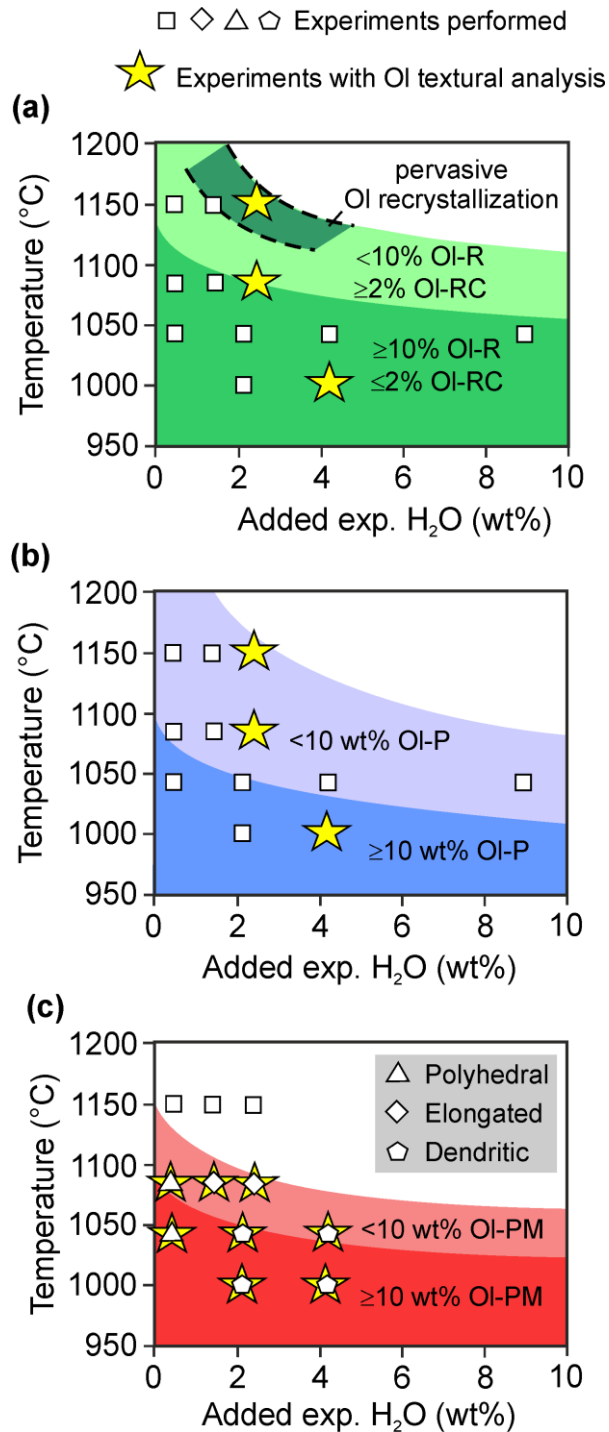 Experiments performed
Experiments with Ol textural analysis
(a)
1200
1150
1100
1050
1000
950
Temperature (°C)
pervasive
Ol recrystallization
<10% Ol-R
≥2% Ol-RC
≥10% Ol-R
≤2% Ol-RC
0 2 4 6 8 10
Added exp. H₂O (wt%)
(b)
1200
1150
1100
1050
1000
950
Temperature (°C)
<10 wt% Ol-P
≥10 wt% Ol-P
0 2 4 6 8 10
Added exp. H₂O (wt%)
(c)
1200
1150
1100
1050
1000
950
Temperature (°C)
Polyhedral
Elongated
Dendritic
<10 wt% Ol-PM
≥10 wt% Ol-PM
0 2 4 6 8 10
Added exp. H₂O (wt%)